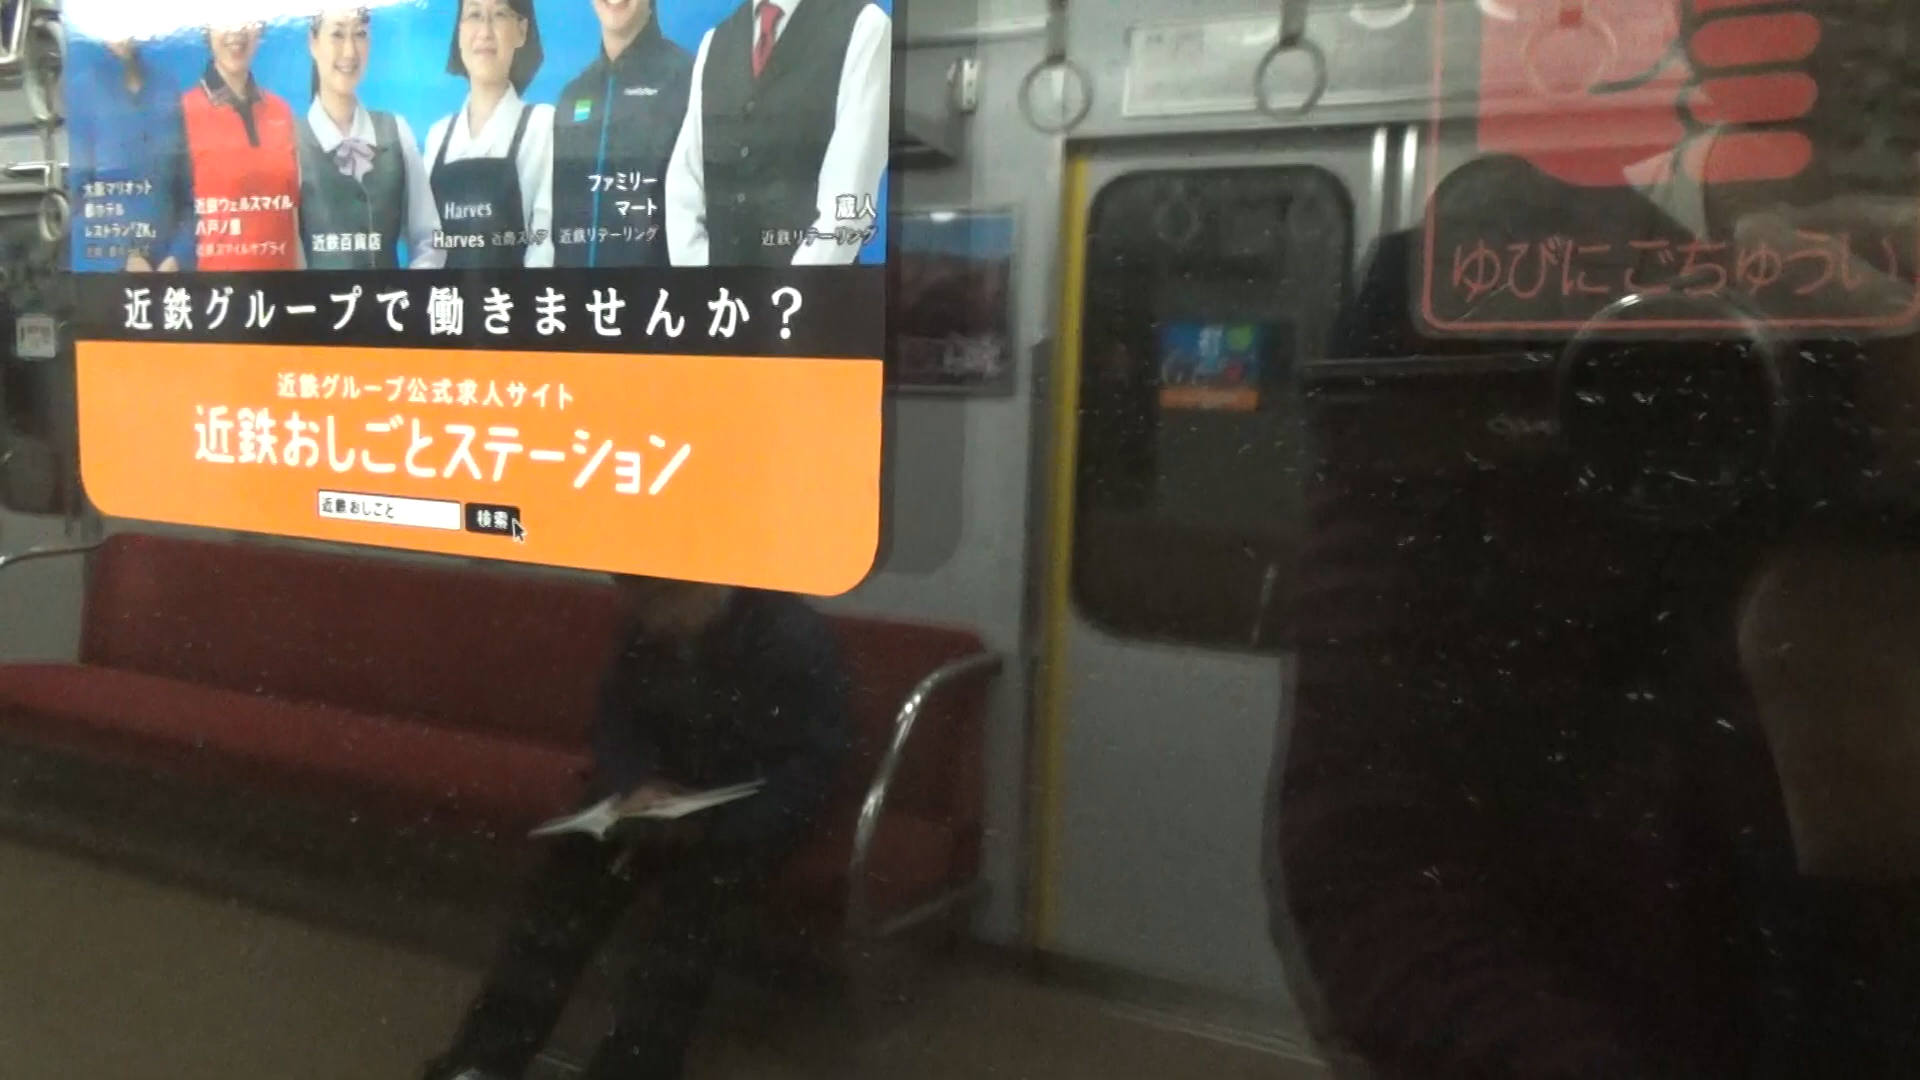 大阪マリオット
都ホテル
レストラン「ZK」
近鉄ウェルスマイル
八戸ノ里
近鉄スマイルサプライ
近鉄百貨店
Harves
Harves 近商ストア
ファミリー
マート
近鉄リテーリング
蔵人
近鉄リテーリング
近鉄グループで働きませんか?
近鉄グループ公式求人サイト
近鉄おしごとステーション
近鉄おしごと 検索
ゆびにごちゅうい